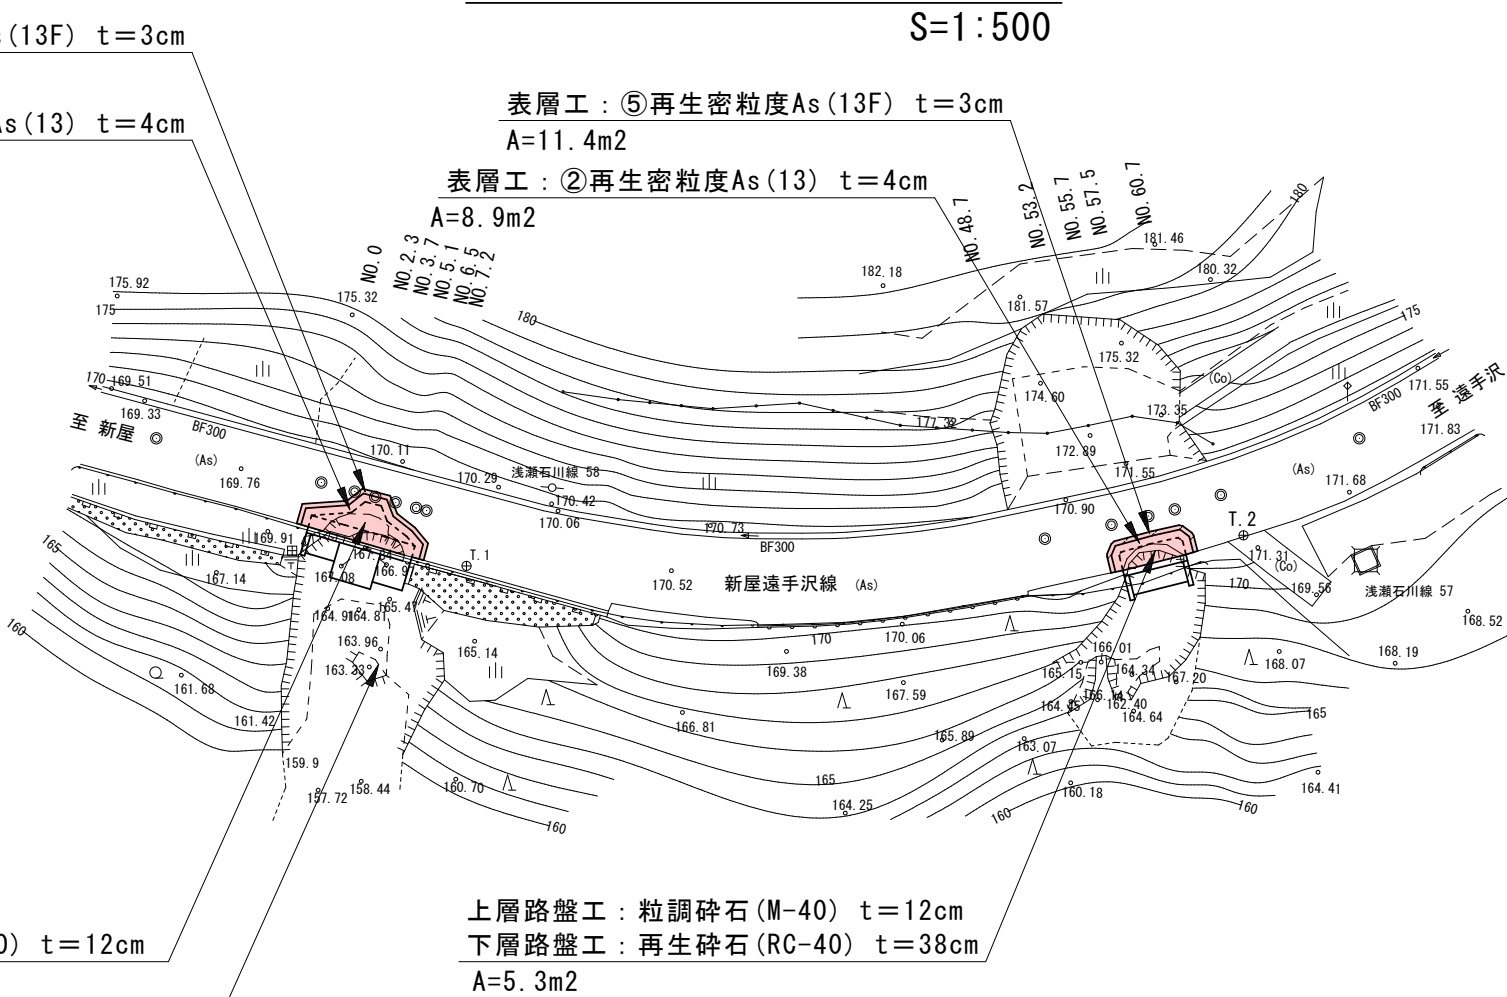 S=1:500
(13F) t=3cm
表層工：⑤再生密粒度As(13F) t=3cm
A=11.4m2
As(13) t=4cm
表層工：②再生密粒度As(13) t=4cm
A=8.9m2
NO.48.7
NO.53.2
NO.55.7
NO.57.5
NO.60.7
NO.0
NO.2.3
NO.3.7
NO.5.1
NO.6.5
NO.7.2
180
181.46
182.18
180.32
175.92
175.32
181.57
175
180
175
175.32
170
169.51
174.60
(Co)
171.55
169.33
173.35
BF300
至 遠手沢
至 新屋
BF300
177.32
171.83
(As)
170.11
172.89
169.76
170.29
浅瀬石川線 58
171.55
(As)
170.42
171.68
170.06
170.73
170.90
T.2
BF300
169.91
165
167.14
167.08
T.1
171.31
(Co)
170.52
新屋遠手沢線 (As)
170
169.56
浅瀬石川線 57
165.47
164.81
160
163.96
165.14
170
170.06
168.52
163.33
169.38
166.01
168.07
168.19
161.68
165.15
164.34
167.20
167.59
161.42
162.40
164.64
165
166.81
165.89
163.07
159.9
157.72
158.44
160.70
165
160.18
164.41
164.25
160
160
160
上層路盤工：粒調砕石(M-40) t=12cm
下層路盤工：再生砕石(RC-40) t=38cm
A=5.3m2
0) t=12cm